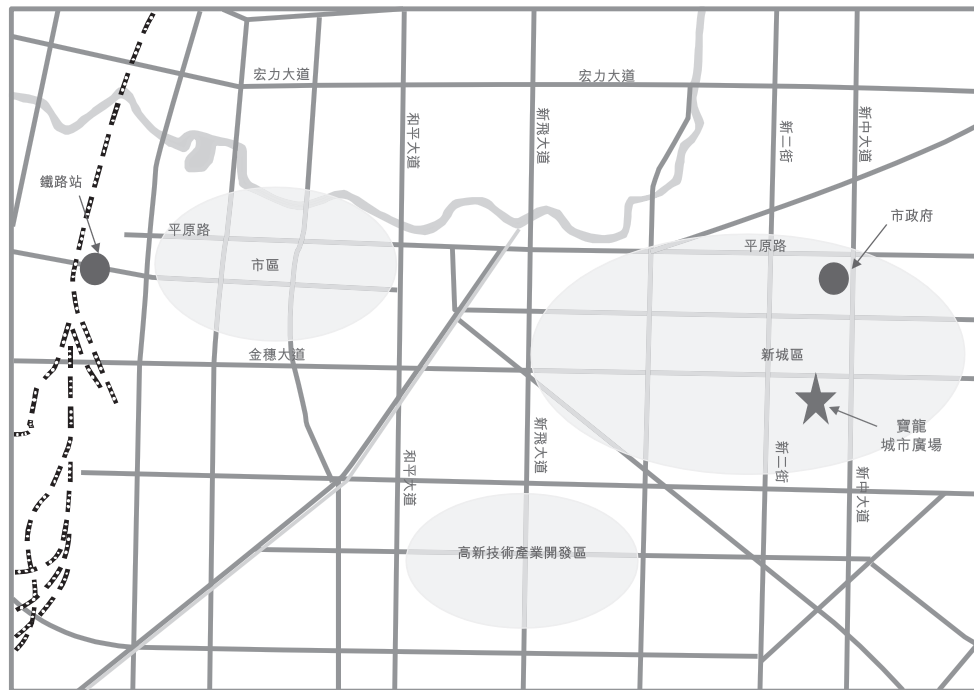 宏力大道
宏力大道
和平大道
新飛大道
新二街
新中大道
鐵路站
平原路
市區
平原路
市政府
金穗大道
新城區
寶龍
城市廣場
和平大道
新飛大道
新二街
新中大道
高新技術產業開發區